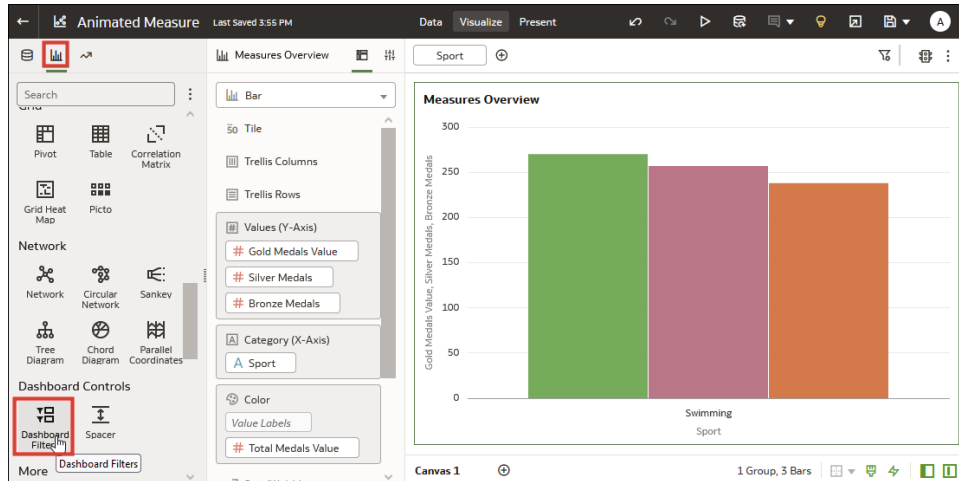 Animated Measure Last Saved 3:55 PM Data Visualize Present A
Measures Overview
Sport
Search
Grid
Pivot Table Correlation
Matrix
Grid Heat Picto
Map
Network
Network Circular Sankey
Network
Tree Chord Parallel
Diagram Diagram Coordinates
Dashboard Controls
Dashboard Spacer
Filters
Dashboard Filters
More
Bar
50 Tile
Trellis Columns
Trellis Rows
# Values (Y-Axis)
# Gold Medals Value
# Silver Medals
# Bronze Medals
A Category (X-Axis)
A Sport
Color
Value Labels
# Total Medals Value
Measures Overview
300
250
200
150
100
50
0
Gold Medals Value, Silver Medals, Bronze Medals
Swimming
Sport
Canvas 1
1 Group, 3 Bars